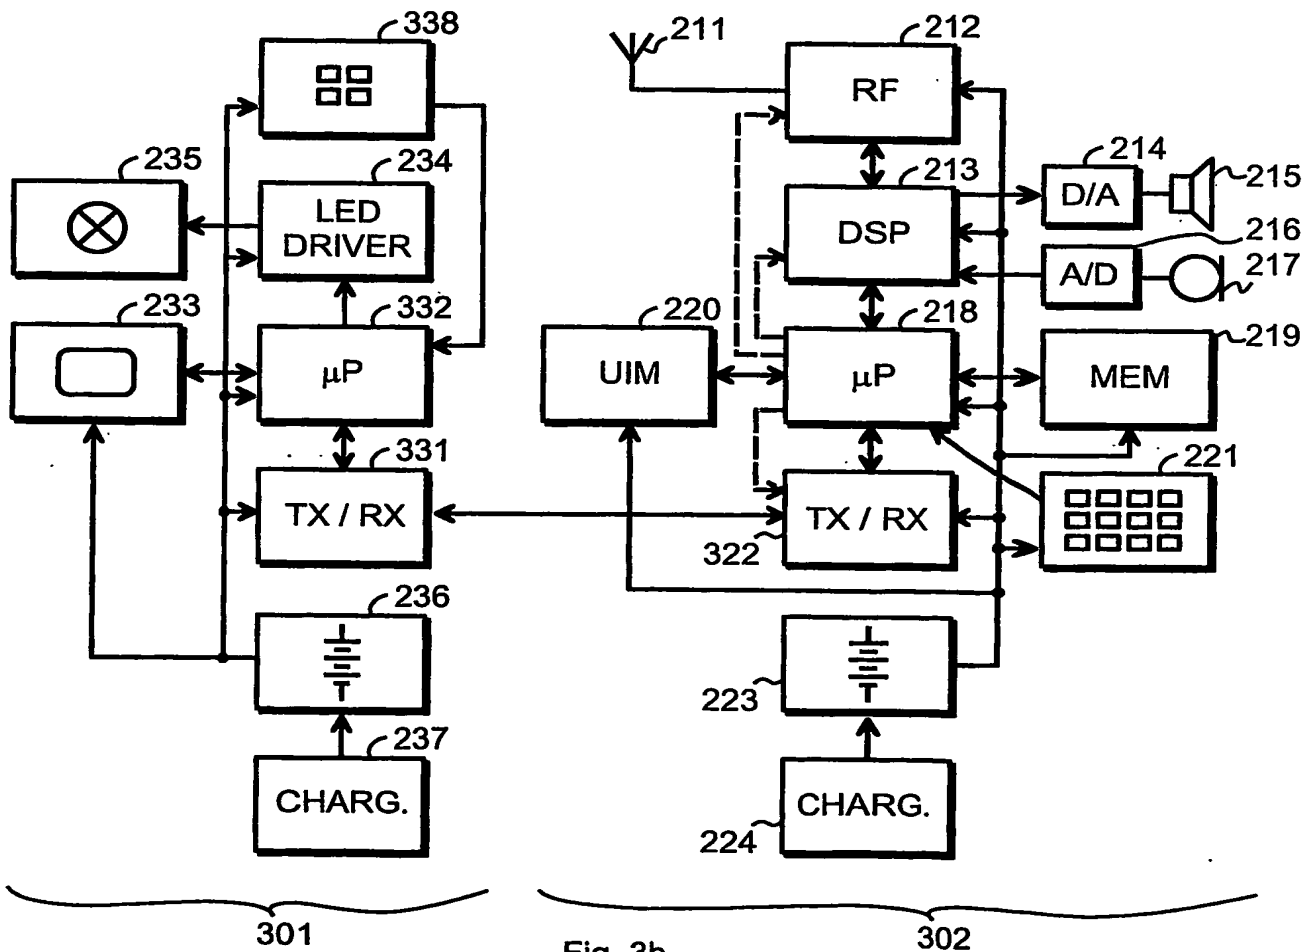 338
211
212
RF
235
234
LED
DRIVER
213
DSP
214
D/A
215
216
A/D
217
233
332
μP
220
UIM
218
μP
219
MEM
331
TX / RX
TX / RX
322
221
236
223
237
CHARG.
CHARG.
224
301
302
Fig. 3b